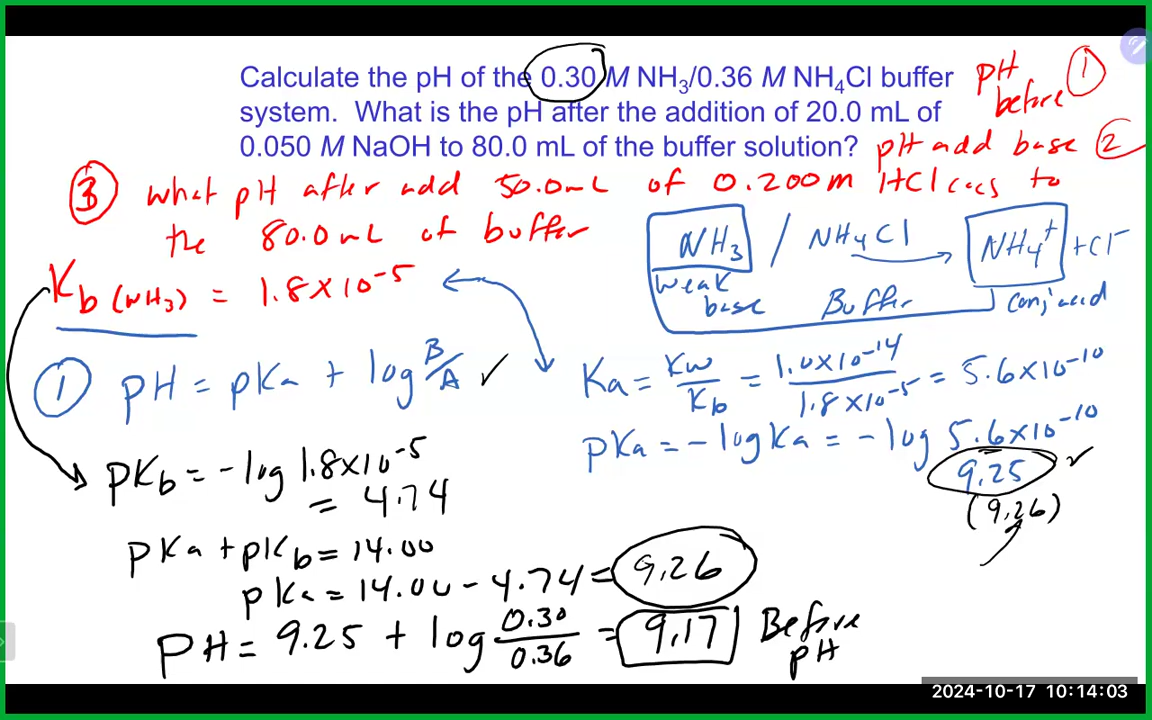 Calculate the pH of the 0.30 M NH₃/0.36 M NH₄Cl buffer
system. What is the pH after the addition of 20.0 mL of
0.050 M NaOH to 80.0 mL of the buffer solution?
pH before ①
pH add base ②
③ what pH after add 50.0mL of 0.200m HCl to
the 80.0mL of buffer
NH₃ / NH₄Cl → NH₄⁺ + Cl⁻
weak base Buffer conj acid
Kb (NH₃) = 1.8×10⁻⁵
① pH = pKa + log B/A ✓
Ka = Kw/Kb = 1.0×10⁻¹⁴/1.8×10⁻⁵ = 5.6×10⁻¹⁰
pKa = -log Ka = -log 5.6×10⁻¹⁰
9.25 ✓
(9.26)
pKb = -log 1.8×10⁻⁵
= 4.74
pKa + pKb = 14.00
pKa = 14.00 - 4.74 = 9.26
pH = 9.25 + log 0.30/0.36 = 9.17 Before pH
2024-10-17 10:14:03